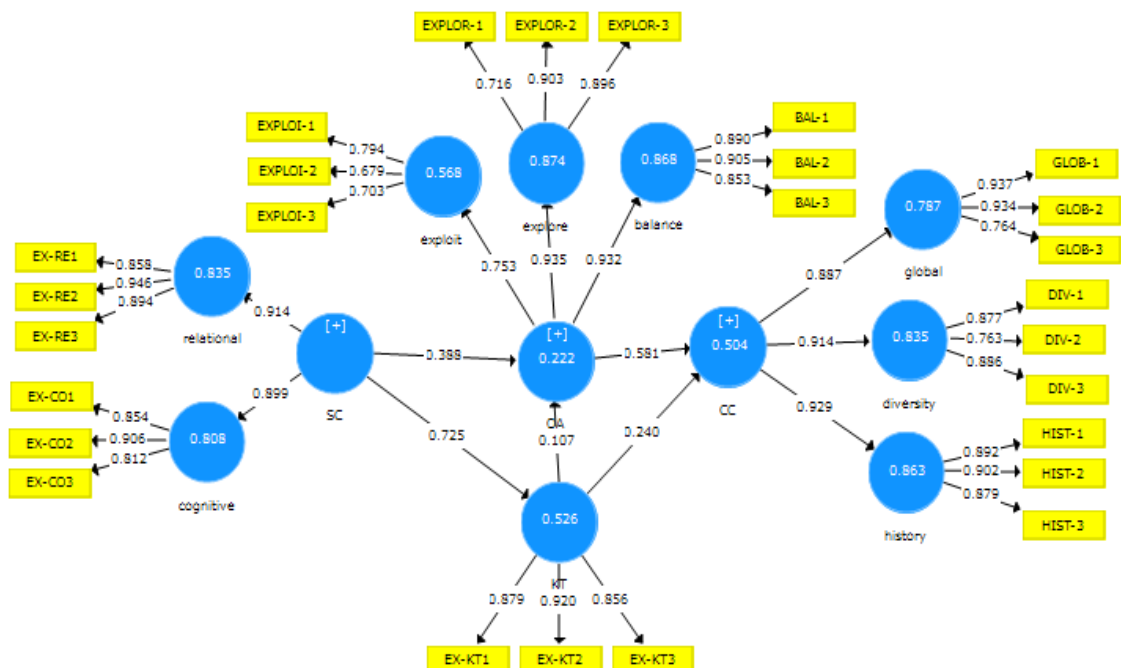 EXPLOR-1 EXPLOR-2 EXPLOR-3
0.716 0.903 0.896
EXPLOI-1
EXPLOI-2
EXPLOI-3
0.794
0.679
0.703
0.568
exploit
0.874
explore
0.868
balance
0.890
0.905
0.853
BAL-1
BAL-2
BAL-3
0.753
0.935
0.932
0.787
global
0.937
0.934
0.764
GLOB-1
GLOB-2
GLOB-3
EX-RE1
EX-RE2
EX-RE3
0.858
0.946
0.894
0.835
relational
0.914
[+]
SC
0.388
[+]
0.222
0.581
[+]
0.504
CC
0.887
0.914
0.929
0.835
diversity
0.877
0.763
0.886
DIV-1
DIV-2
DIV-3
EX-CO1
EX-CO2
EX-CO3
0.854
0.906
0.812
0.808
cognitive
0.899
0.725
0.107
0.240
0.863
history
0.892
0.902
0.879
HIST-1
HIST-2
HIST-3
0.526
KT
0.879 0.920 0.856
EX-KT1 EX-KT2 EX-KT3